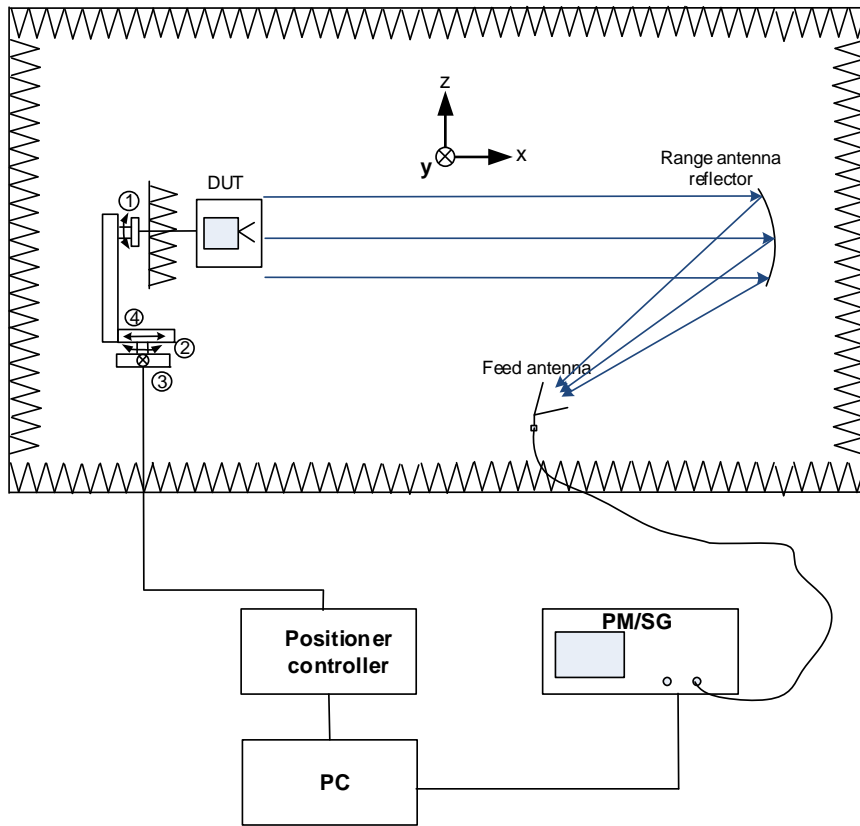 z
y
x
DUT
Range antenna
reflector
①
④
②
③
Feed antenna
Positioner
controller
PM/SG
PC